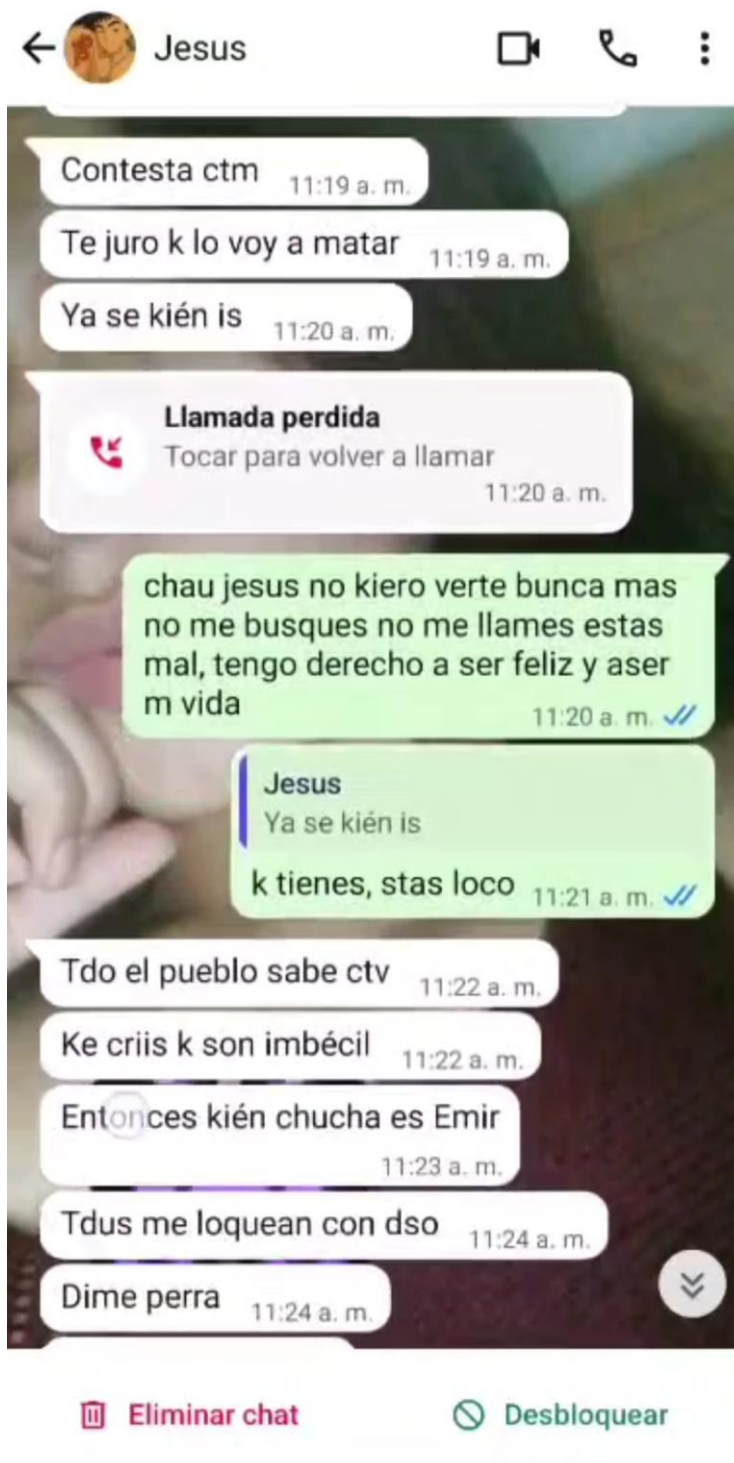 Jesus
Contesta ctm 11:19 a. m.
Te juro k lo voy a matar 11:19 a. m.
Ya se kién is 11:20 a. m.
Llamada perdida
Tocar para volver a llamar
11:20 a. m.
chau jesus no kiero verte bunca mas
no me busques no me llames estas
mal, tengo derecho a ser feliz y aser
m vida 11:20 a. m.
Jesus
Ya se kién is
k tienes, stas loco 11:21 a. m.
Tdo el pueblo sabe ctv 11:22 a. m.
Ke criis k son imbécil 11:22 a. m.
Entonces kién chucha es Emir
11:23 a. m.
Tdus me loquean con dso 11:24 a. m.
Dime perra 11:24 a. m.
Eliminar chat Desbloquear